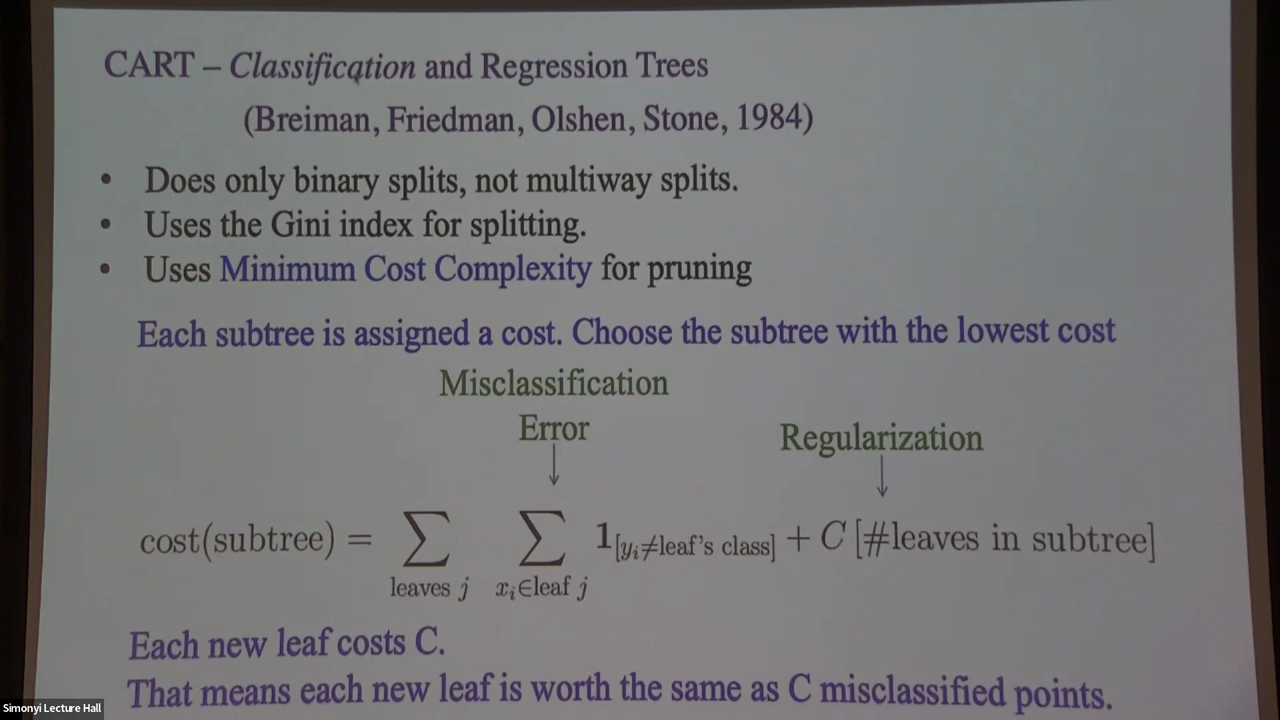 CART – Classification and Regression Trees
(Breiman, Friedman, Olshen, Stone, 1984)
• Does only binary splits, not multiway splits.
• Uses the Gini index for splitting.
• Uses Minimum Cost Complexity for pruning
Each subtree is assigned a cost. Choose the subtree with the lowest cost
Misclassification
Error
Regularization
cost(subtree) = ∑_{leaves j} ∑_{x_i∈leaf j} 1_{[y_i≠leaf's class]} + C [#leaves in subtree]
Each new leaf costs C.
That means each new leaf is worth the same as C misclassified points.
Simonyi Lecture Hall